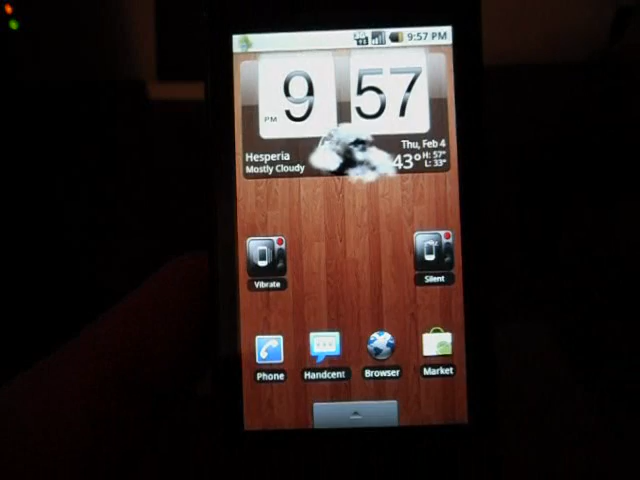 3G
9:57 PM
9 57
PM
Hesperia
Mostly Cloudy
Thu, Feb 4
43° H: 57°
L: 33°
Vibrate
Silent
Phone
Handcent
Browser
Market